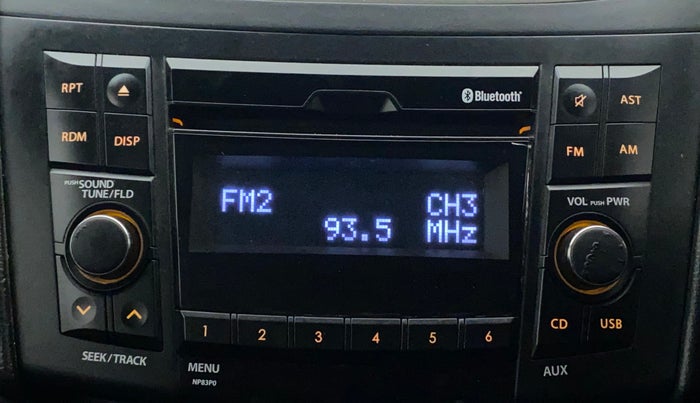 RPT
RDM
DISP
PUSH SOUND
TUNE/FLD
SEEK/TRACK
Bluetooth®
FM2
CH3
93.5 MHz
1 2 3 4 5 6
MENU
NP83P0
AST
FM
AM
VOL PUSH PWR
CD
USB
AUX